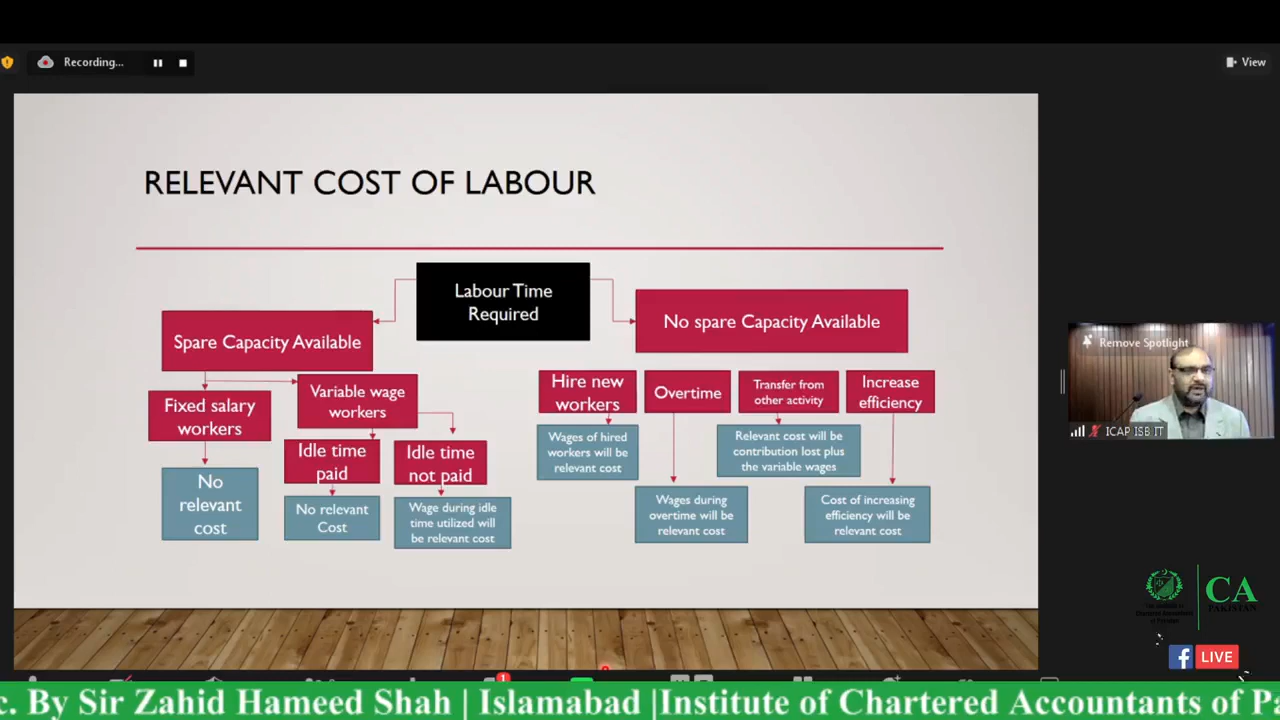 Recording...
View
RELEVANT COST OF LABOUR
Labour Time
Required
Spare Capacity Available
No spare Capacity Available
Fixed salary
workers
Variable wage
workers
Hire new
workers
Overtime
Transfer from
other activity
Increase
efficiency
Idle time
paid
Idle time
not paid
No
relevant
cost
No relevant
Cost
Wage during idle
time utilized will
be relevant cost
Wages of hired
workers will be
relevant cost
Relevant cost will be
contribution lost plus
the variable wages
Wages during
overtime will be
relevant cost
Cost of increasing
efficiency will be
relevant cost
Remove Spotlight
ICAP ISB IT
CA
PAKISTAN
LIVE
1
c. By Sir Zahid Hameed Shah | Islamabad |Institute of Chartered Accountants of Pa